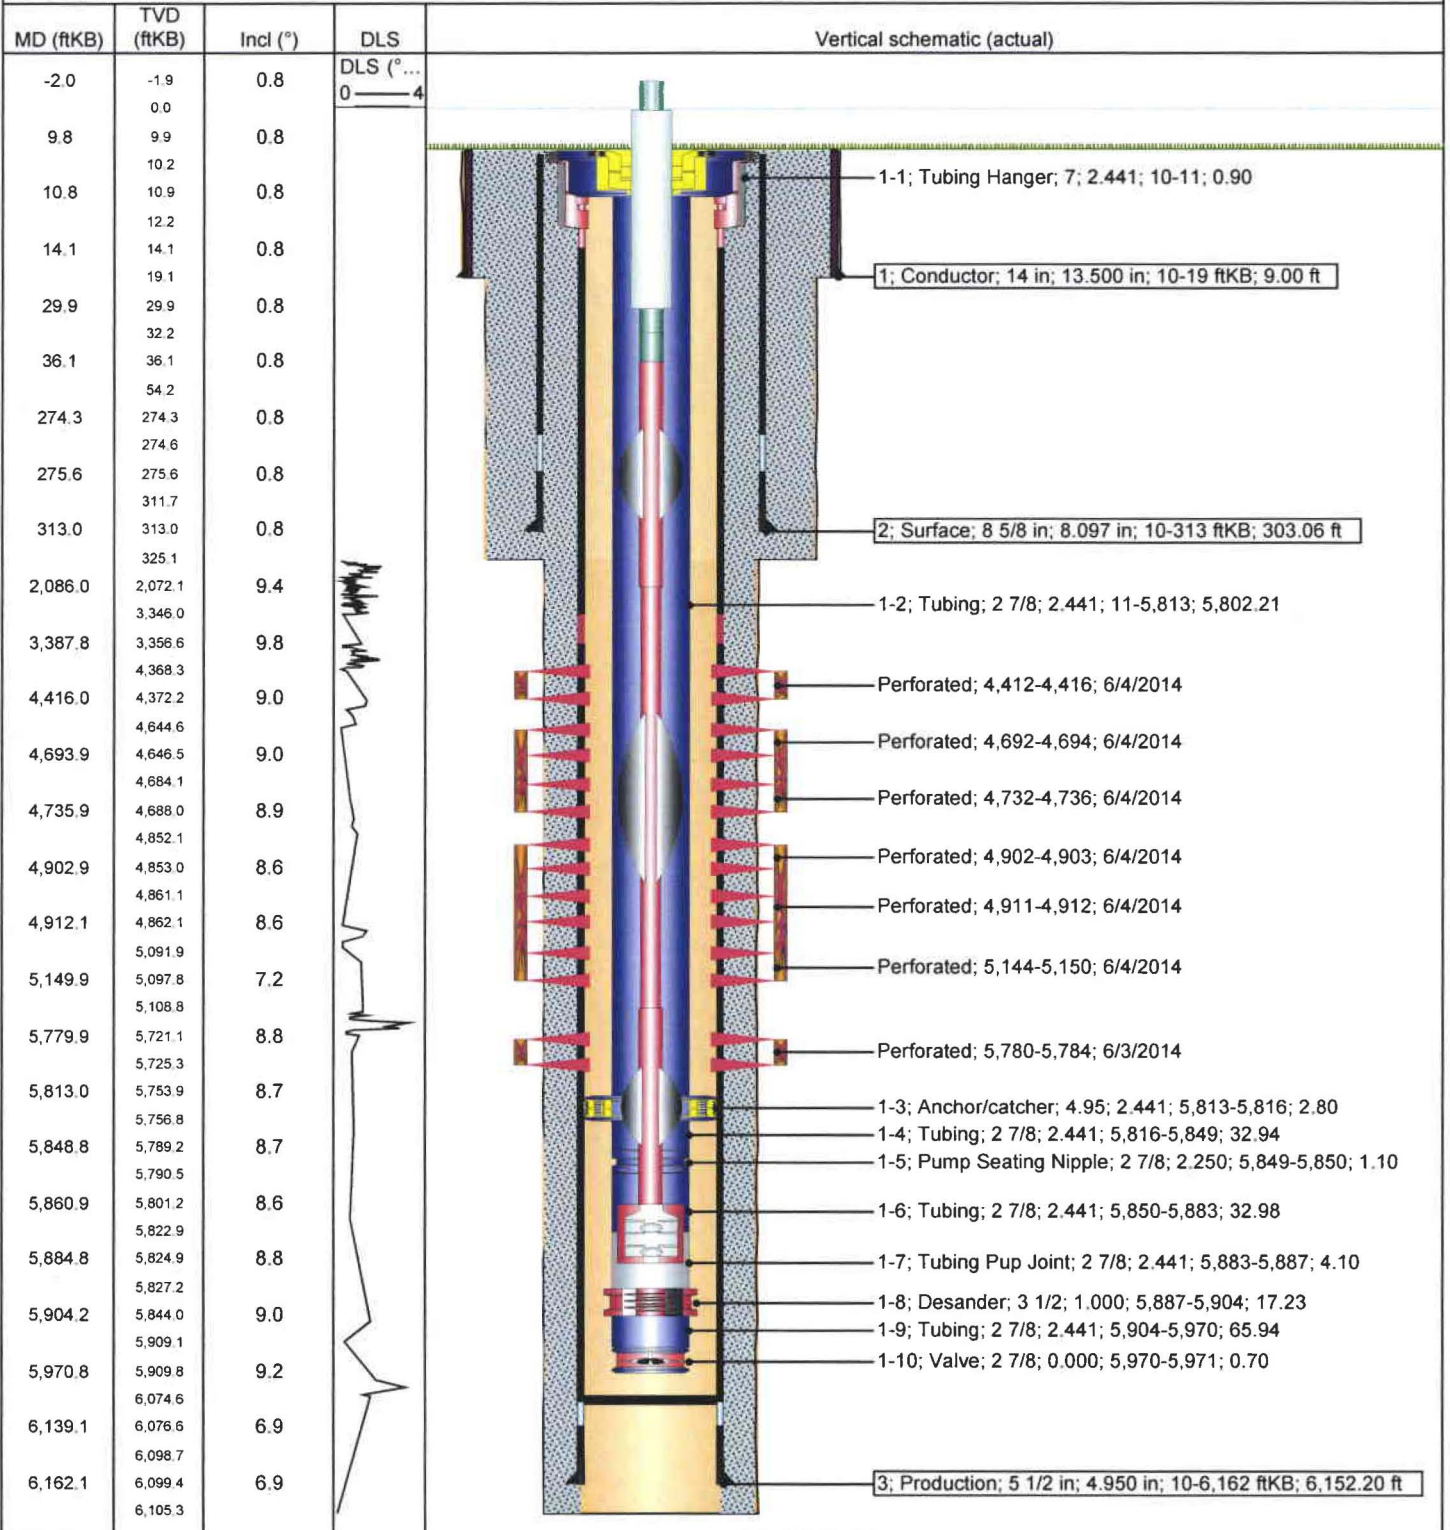 MD (ftKB) TVD (ftKB) Incl (°) DLS Vertical schematic (actual)
DLS (°...
0 4
-2.0 -1.9 0.8
0.0
9.8 9.9 0.8
10.2
10.8 10.9 0.8
12.2
14.1 14.1 0.8
19.1
29.9 29.9 0.8
32.2
36.1 36.1 0.8
54.2
274.3 274.3 0.8
274.6
275.6 275.6 0.8
311.7
313.0 313.0 0.8
325.1
2,086.0 2,072.1 9.4
3,346.0
3,387.8 3,356.6 9.8
4,368.3
4,416.0 4,372.2 9.0
4,644.6
4,693.9 4,646.5 9.0
4,684.1
4,735.9 4,688.0 8.9
4,852.1
4,902.9 4,853.0 8.6
4,861.1
4,912.1 4,862.1 8.6
5,091.9
5,149.9 5,097.8 7.2
5,108.8
5,779.9 5,721.1 8.8
5,725.3
5,813.0 5,753.9 8.7
5,756.8
5,848.8 5,789.2 8.7
5,790.5
5,860.9 5,801.2 8.6
5,822.9
5,884.8 5,824.9 8.8
5,827.2
5,904.2 5,844.0 9.0
5,909.1
5,970.8 5,909.8 9.2
6,074.6
6,139.1 6,076.6 6.9
6,098.7
6,162.1 6,099.4 6.9
6,105.3
1-1; Tubing Hanger; 7; 2.441; 10-11; 0.90
1; Conductor; 14 in; 13.500 in; 10-19 ftKB; 9.00 ft
2; Surface; 8 5/8 in; 8.097 in; 10-313 ftKB; 303.06 ft
1-2; Tubing; 2 7/8; 2.441; 11-5,813; 5,802.21
Perforated; 4,412-4,416; 6/4/2014
Perforated; 4,692-4,694; 6/4/2014
Perforated; 4,732-4,736; 6/4/2014
Perforated; 4,902-4,903; 6/4/2014
Perforated; 4,911-4,912; 6/4/2014
Perforated; 5,144-5,150; 6/4/2014
Perforated; 5,780-5,784; 6/3/2014
1-3; Anchor/catcher; 4.95; 2.441; 5,813-5,816; 2.80
1-4; Tubing; 2 7/8; 2.441; 5,816-5,849; 32.94
1-5; Pump Seating Nipple; 2 7/8; 2.250; 5,849-5,850; 1.10
1-6; Tubing; 2 7/8; 2.441; 5,850-5,883; 32.98
1-7; Tubing Pup Joint; 2 7/8; 2.441; 5,883-5,887; 4.10
1-8; Desander; 3 1/2; 1.000; 5,887-5,904; 17.23
1-9; Tubing; 2 7/8; 2.441; 5,904-5,970; 65.94
1-10; Valve; 2 7/8; 0.000; 5,970-5,971; 0.70
3; Production; 5 1/2 in; 4.950 in; 10-6,162 ftKB; 6,152.20 ft